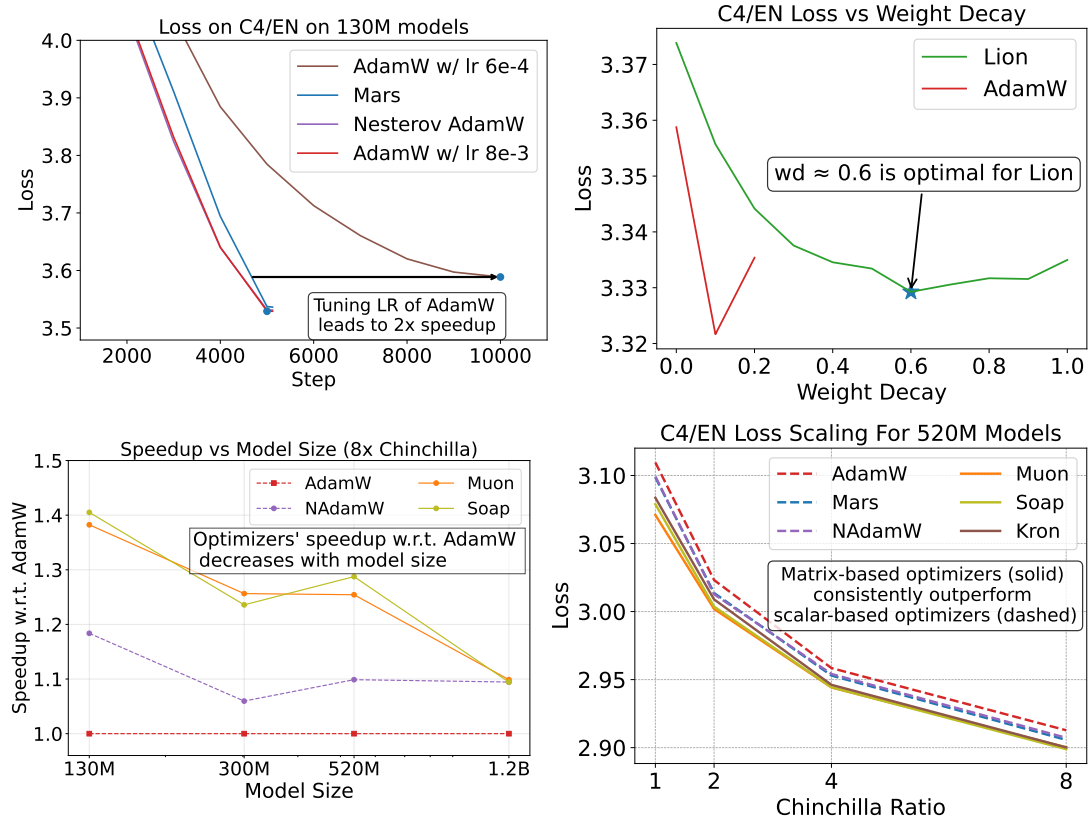 Loss on C4/EN on 130M models
4.0
3.9
3.8
3.7
3.6
3.5
Loss
AdamW w/ lr 6e-4
Mars
Nesterov AdamW
AdamW w/ lr 8e-3
Tuning LR of AdamW
leads to 2x speedup
2000 4000 6000 8000 10000
Step
C4/EN Loss vs Weight Decay
3.37
3.36
3.35
3.34
3.33
3.32
Loss
Lion
AdamW
wd ≈ 0.6 is optimal for Lion
0.0 0.2 0.4 0.6 0.8 1.0
Weight Decay
Speedup vs Model Size (8x Chinchilla)
1.5
1.4
1.3
1.2
1.1
1.0
Speedup w.r.t. AdamW
AdamW Muon
NAdamW Soap
Optimizers' speedup w.r.t. AdamW
decreases with model size
130M 300M 520M 1.2B
Model Size
C4/EN Loss Scaling For 520M Models
3.10
3.05
3.00
2.95
2.90
Loss
AdamW Muon
Mars Soap
NAdamW Kron
Matrix-based optimizers (solid)
consistently outperform
scalar-based optimizers (dashed)
1 2 4 8
Chinchilla Ratio